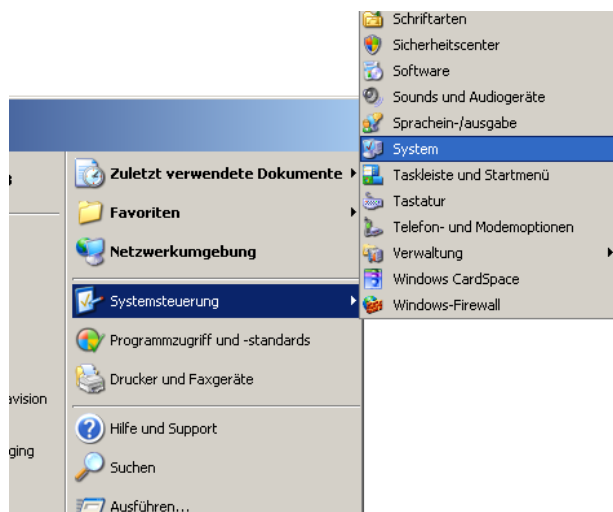 Schriftarten
Sicherheitscenter
Software
Sounds und Audiogeräte
Sprachein-/ausgabe
System
Taskleiste und Startmenü
Tastatur
Telefon- und Modemoptionen
Verwaltung
Windows CardSpace
Windows-Firewall
Zuletzt verwendete Dokumente
Favoriten
Netzwerkumgebung
Systemsteuerung
Programmzugriff und -standards
Drucker und Faxgeräte
Hilfe und Support
Suchen
Ausführen...
avision
ging